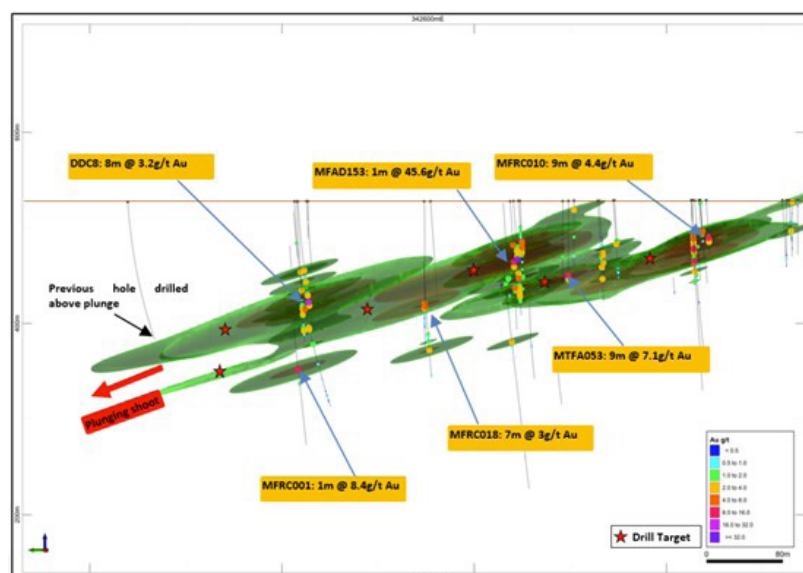 342600mE
DDC8: 8m @ 3.2g/t Au
MFAD153: 1m @ 45.6g/t Au
MFRC010: 9m @ 4.4g/t Au
Previous hole drilled
above plunge
400m
MTFA053: 9m @ 7.1g/t Au
Plunging shoot
MFRC018: 7m @ 3g/t Au
MFRC001: 1m @ 8.4g/t Au
200m
Drill Target
Au g/t
< 0.5
0.5 to 1.0
1.0 to 2.0
2.0 to 4.0
4.0 to 8.0
8.0 to 16.0
16.0 to 32.0
>= 32.0
0
80m